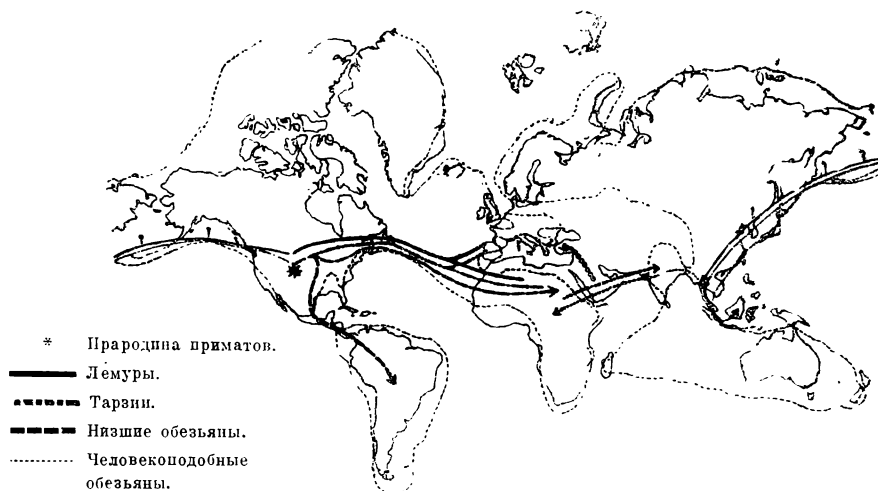 * Прародина приматов.
Лемуры.
Тарзии.
Низшие обезьяны.
Человекоподобные
обезьяны.